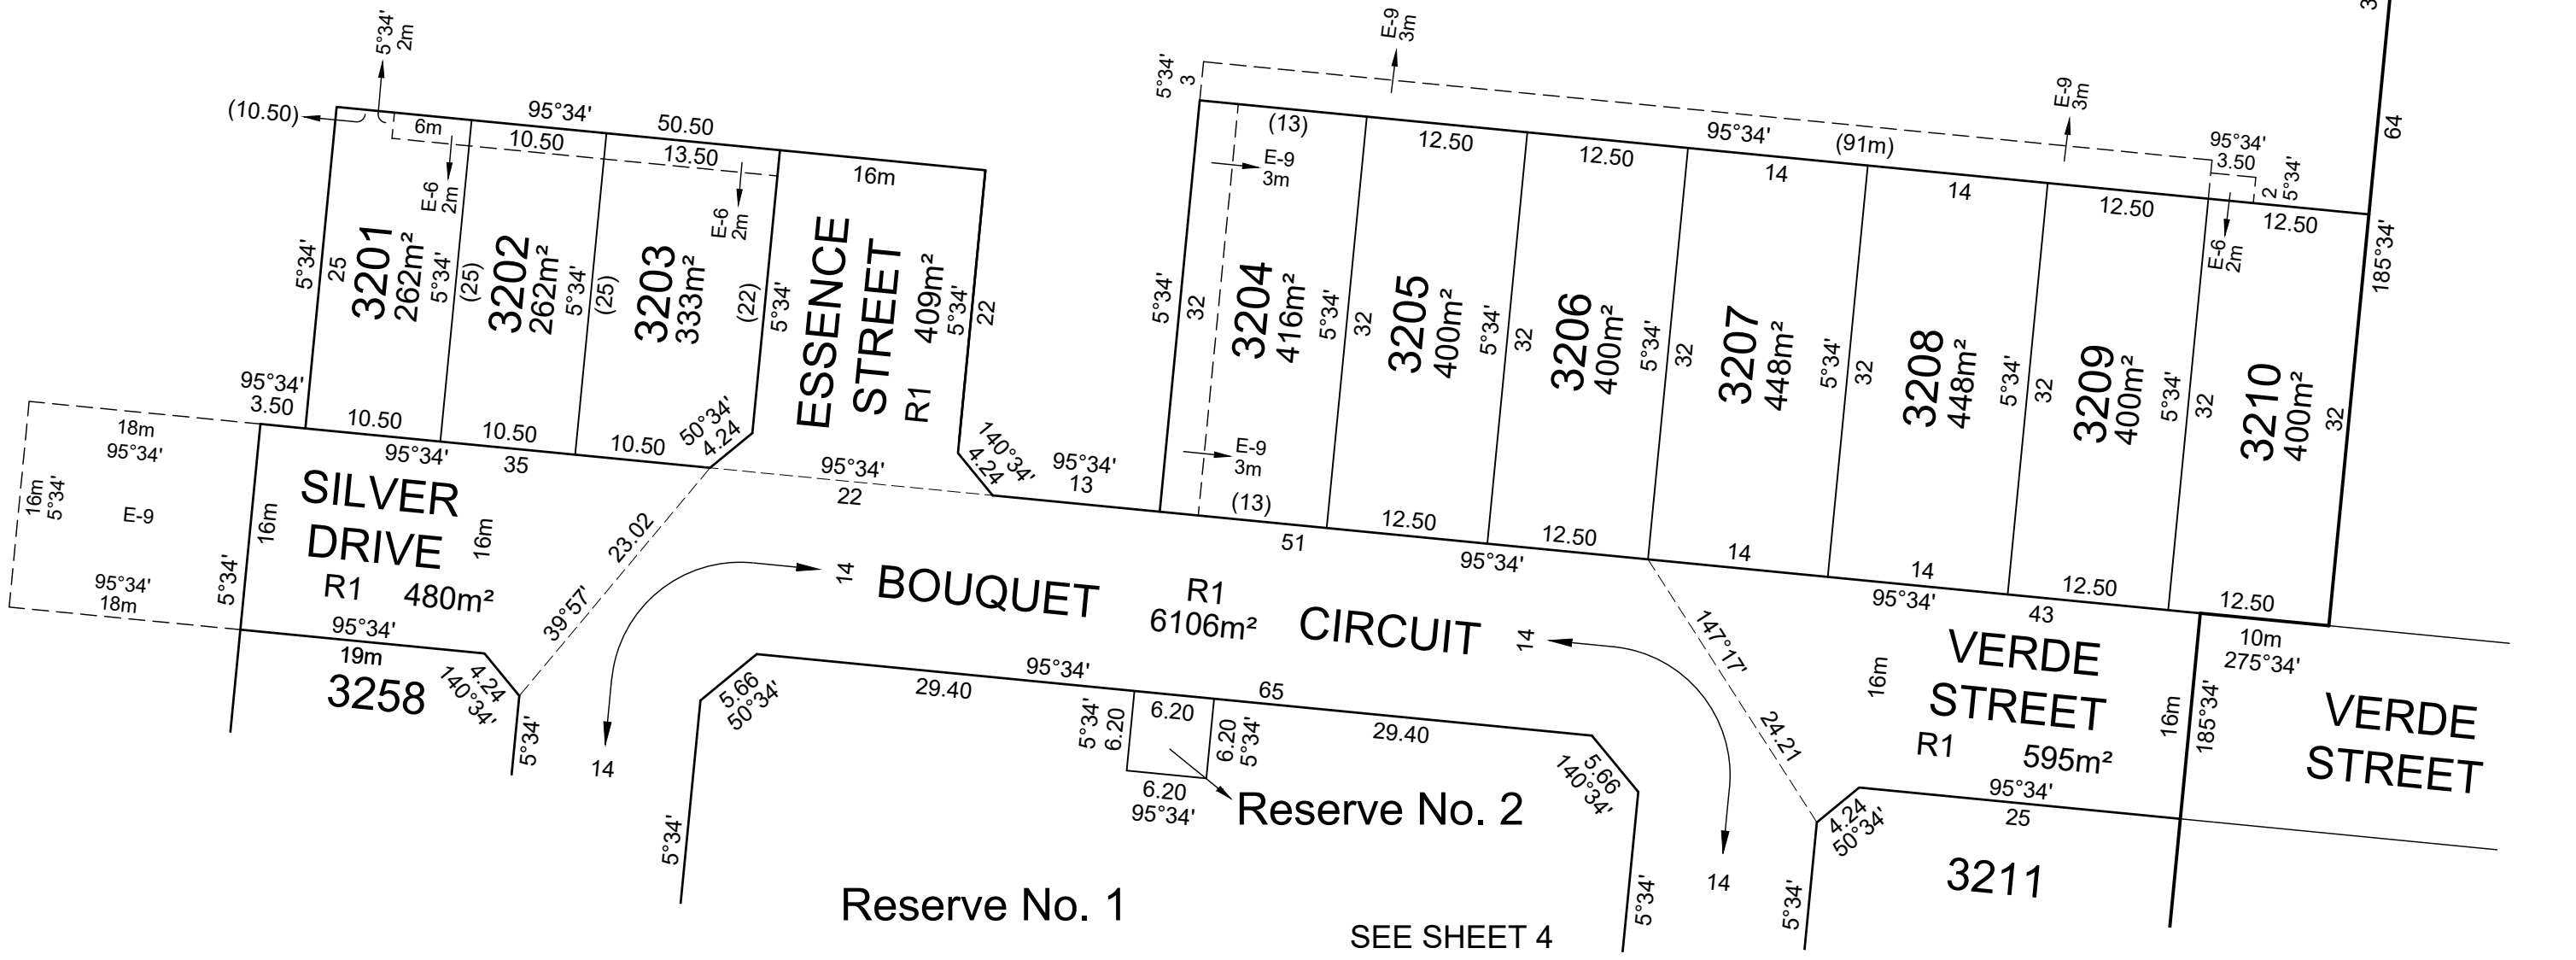 5°34'
2m
(10.50)
95°34'
50.50
6m
10.50
13.50
16m
E-6
2m
E-6
2m
5°34'
25
3201
262m²
5°34'
(25)
3202
262m²
5°34'
(25)
3203
333m²
(22)
5°34'
ESSENCE
STREET
R1
409m²
5°34'
22
95°34'
3.50
10.50
10.50
10.50
50°34'
4.24
95°34'
35
95°34'
22
140°34'
4.24
95°34'
13
18m
95°34'
16m
5°34'
E-9
95°34'
18m
16m
5°34'
SILVER
DRIVE
16m
R1 480m²
95°34'
19m
3258
4.24
140°34'
5°34'
23.02
39°57'
14
14
BOUQUET
R1
6106m²
CIRCUIT
14
14
5°34'
3
E-9
3m
E-9
3m
95°34'
(91m)
95°34'
3.50
2
5°34'
(13)
12.50
12.50
14
14
12.50
12.50
E-9
3m
E-9
3m
E-6
2m
5°34'
32
3204
416m²
5°34'
32
3205
400m²
5°34'
32
3206
400m²
5°34'
32
3207
448m²
5°34'
32
3208
448m²
5°34'
32
3209
400m²
5°34'
32
3210
400m²
32
185°34'
64
3
(13)
12.50
12.50
14
14
12.50
12.50
51
95°34'
95°34'
43
10m
275°34'
147°17'
24.21
16m
VERDE
STREET
R1 595m²
16m
185°34'
VERDE
STREET
95°34'
25
4.24
50°34'
5°34'
3211
5.66
50°34'
5°34'
29.40
95°34'
65
29.40
5°34'
6.20
6.20
6.20
5°34'
6.20
95°34'
Reserve No. 2
5.66
140°34'
5°34'
Reserve No. 1
SEE SHEET 4